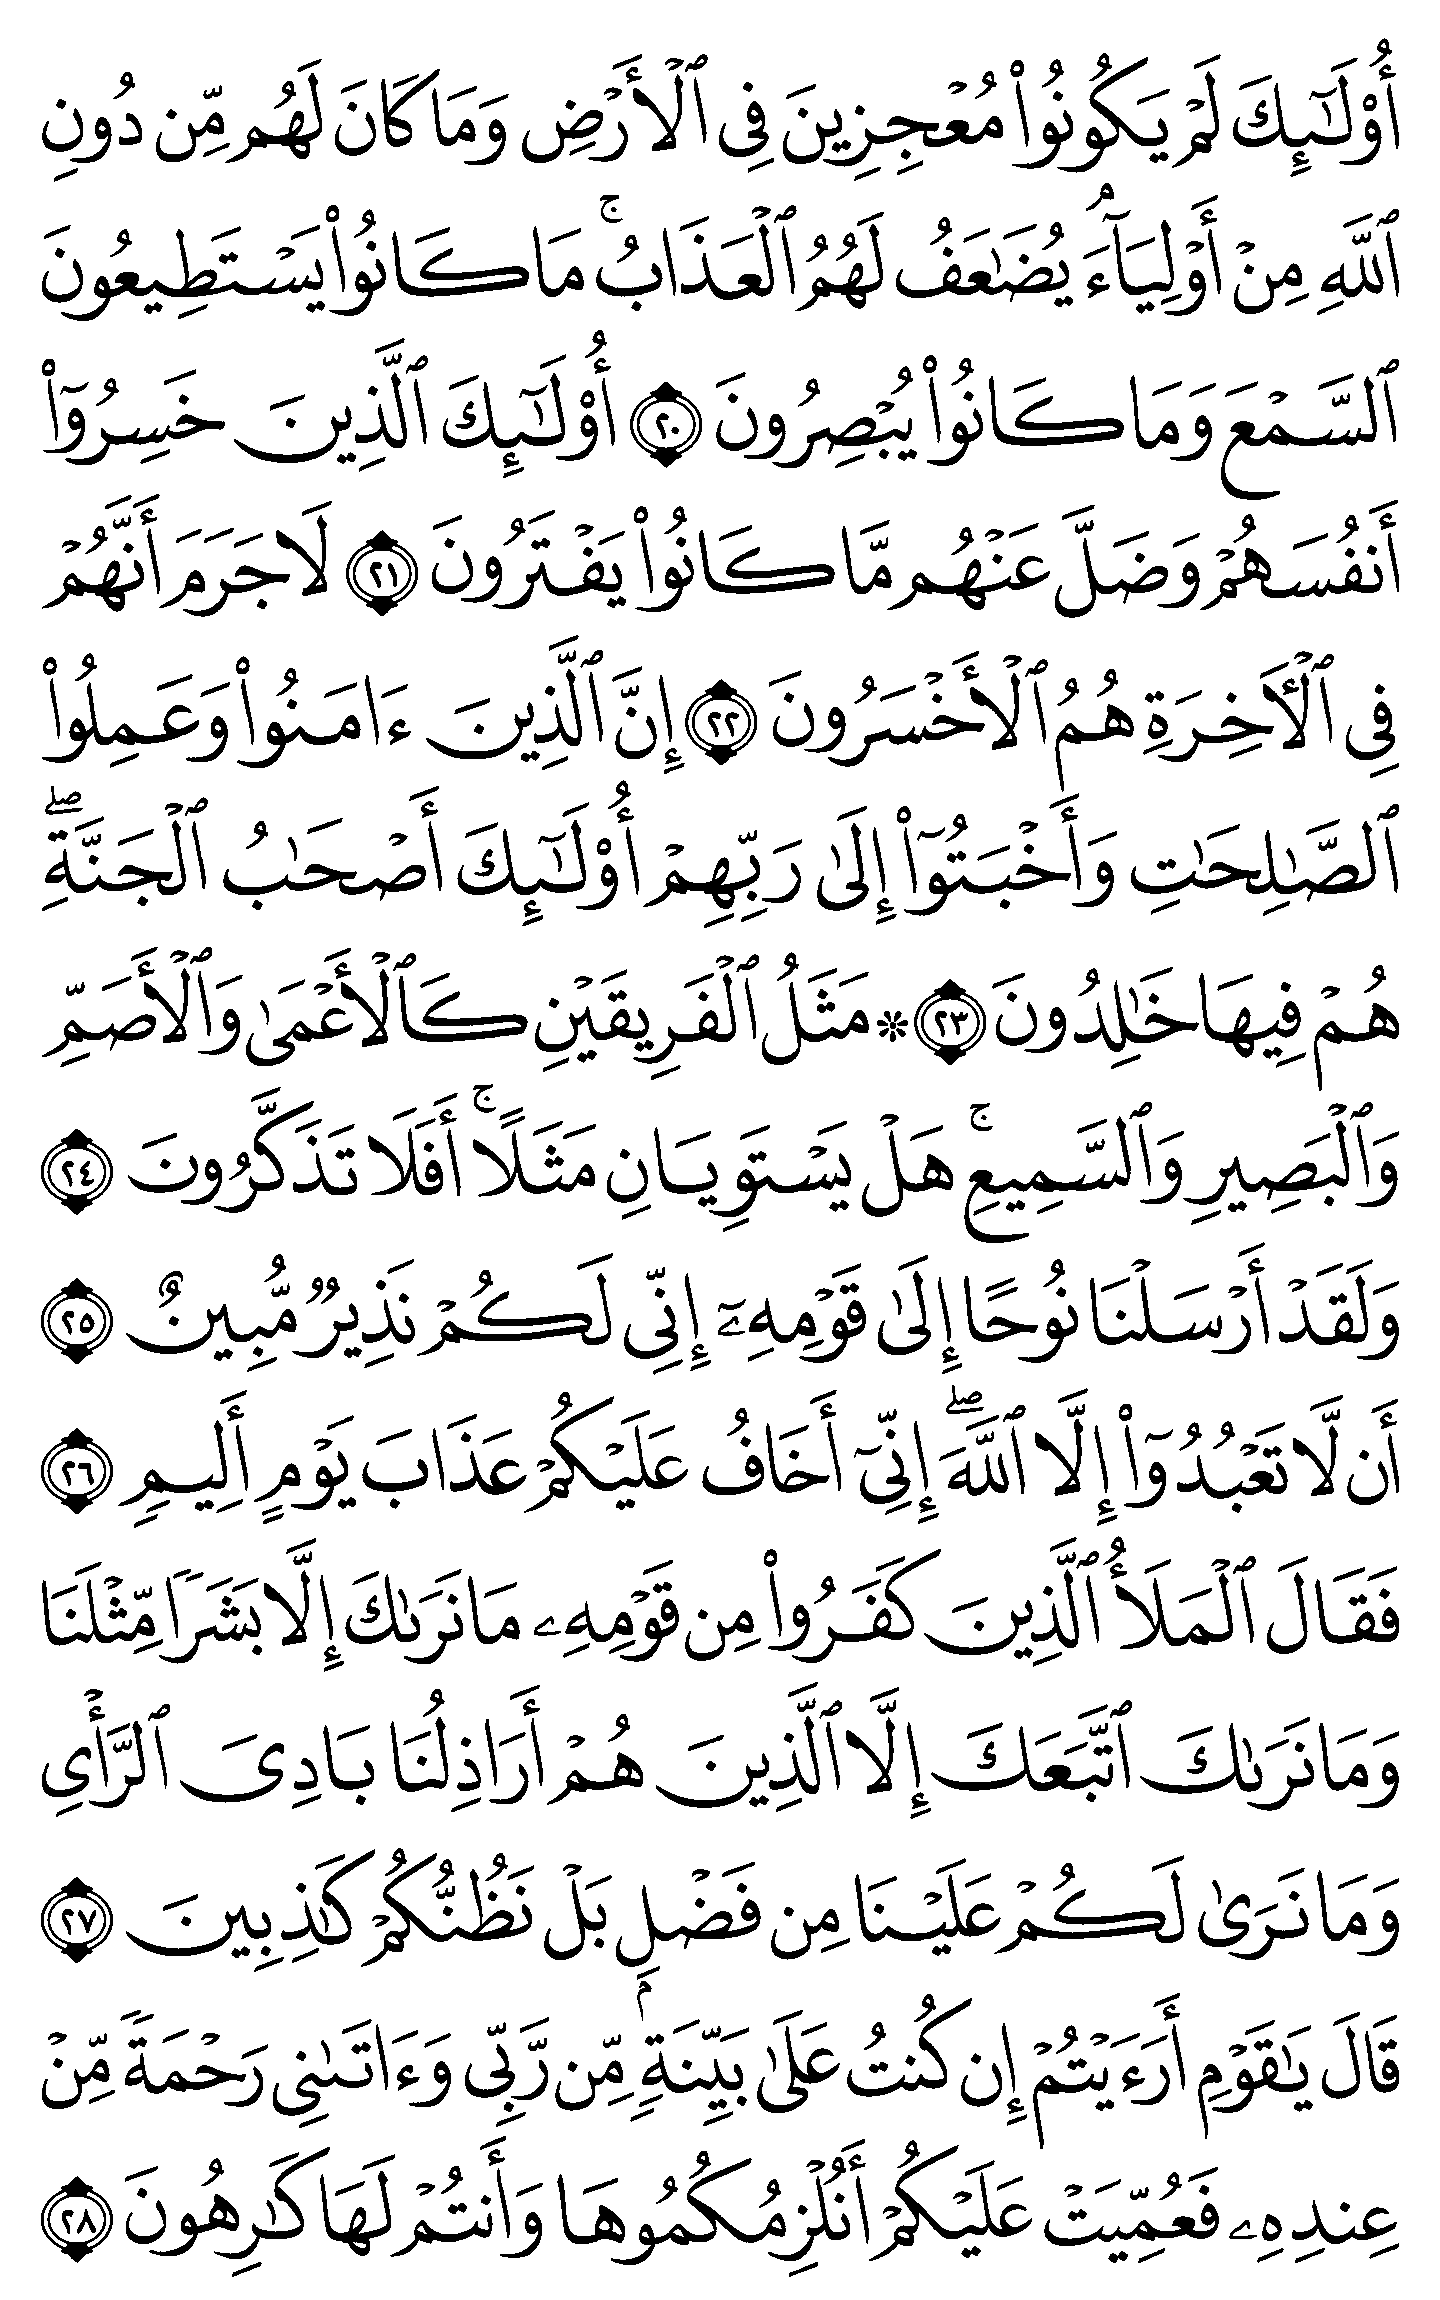 أُوْلَـٰٓئِكَ لَمْ يَكُونُواْ مُعْجِزِينَ فِى ٱلْأَرْضِ وَمَا كَانَ لَهُم مِّن دُونِ
ٱللَّهِ مِنْ أَوْلِيَآءَۘ يُضَـٰعَفُ لَهُمُ ٱلْعَذَابُۚ مَا كَانُواْ يَسْتَطِيعُونَ
ٱلسَّمْعَ وَمَا كَانُواْ يُبْصِرُونَ ۝٢٠ أُوْلَـٰٓئِكَ ٱلَّذِينَ خَسِرُوٓاْ
أَنفُسَهُمْ وَضَلَّ عَنْهُم مَّا كَانُواْ يَفْتَرُونَ ۝٢١ لَا جَرَمَ أَنَّهُمْ
فِى ٱلْـَٔاخِرَةِ هُمُ ٱلْأَخْسَرُونَ ۝٢٢ إِنَّ ٱلَّذِينَ ءَامَنُواْ وَعَمِلُواْ
ٱلصَّـٰلِحَـٰتِ وَأَخْبَتُوٓاْ إِلَىٰ رَبِّهِمْ أُوْلَـٰٓئِكَ أَصْحَـٰبُ ٱلْجَنَّةِۖ
هُمْ فِيهَا خَـٰلِدُونَ ۝٢٣ ۞ مَثَلُ ٱلْفَرِيقَيْنِ كَٱلْأَعْمَىٰ وَٱلْأَصَمِّ
وَٱلْبَصِيرِ وَٱلسَّمِيعِۚ هَلْ يَسْتَوِيَانِ مَثَلًاۚ أَفَلَا تَذَكَّرُونَ ۝٢٤
وَلَقَدْ أَرْسَلْنَا نُوحًا إِلَىٰ قَوْمِهِۦٓ إِنِّى لَكُمْ نَذِيرٌ مُّبِينٌ ۝٢٥
أَن لَّا تَعْبُدُوٓاْ إِلَّا ٱللَّهَۖ إِنِّىٓ أَخَافُ عَلَيْكُمْ عَذَابَ يَوْمٍ أَلِيمٍ ۝٢٦
فَقَالَ ٱلْمَلَأُ ٱلَّذِينَ كَفَرُواْ مِن قَوْمِهِۦ مَا نَرَىٰكَ إِلَّا بَشَرًا مِّثْلَنَا
وَمَا نَرَىٰكَ ٱتَّبَعَكَ إِلَّا ٱلَّذِينَ هُمْ أَرَاذِلُنَا بَادِىَ ٱلرَّأْىِ
وَمَا نَرَىٰ لَكُمْ عَلَيْنَا مِن فَضْلٍۭ بَلْ نَظُنُّكُمْ كَـٰذِبِينَ ۝٢٧
قَالَ يَـٰقَوْمِ أَرَءَيْتُمْ إِن كُنتُ عَلَىٰ بَيِّنَةٍ مِّن رَّبِّى وَءَاتَىٰنِى رَحْمَةً مِّنْ
عِندِهِۦ فَعُمِّيَتْ عَلَيْكُمْ أَنُلْزِمُكُمُوهَا وَأَنتُمْ لَهَا كَـٰرِهُونَ ۝٢٨